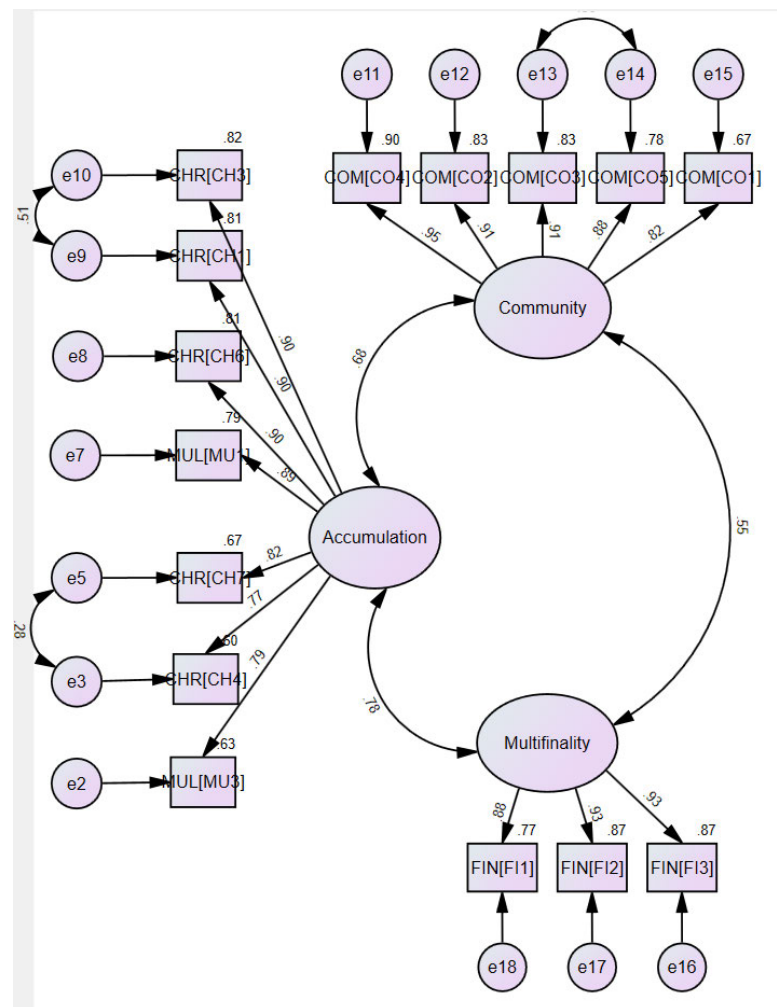 e11
e12
e13
e14
e15
.82
.90
.83
.83
.78
.67
e10
CHR[CH3]
COM[CO4]
COM[CO2]
COM[CO3]
COM[CO5]
COM[CO1]
.51
.81
.95
.91
.91
.88
.82
e9
CHR[CH1]
Community
.81
e8
CHR[CH6]
.90
.90
.90
.68
.79
e7
MUL[MU1]
.89
.55
Accumulation
.67
.82
e5
CHR[CH7]
.77
.28
.60
.79
e3
CHR[CH4]
.78
.63
Multifinality
e2
MUL[MU3]
.88
.93
.93
.77
.87
.87
FIN[FI1]
FIN[FI2]
FIN[FI3]
e18
e17
e16